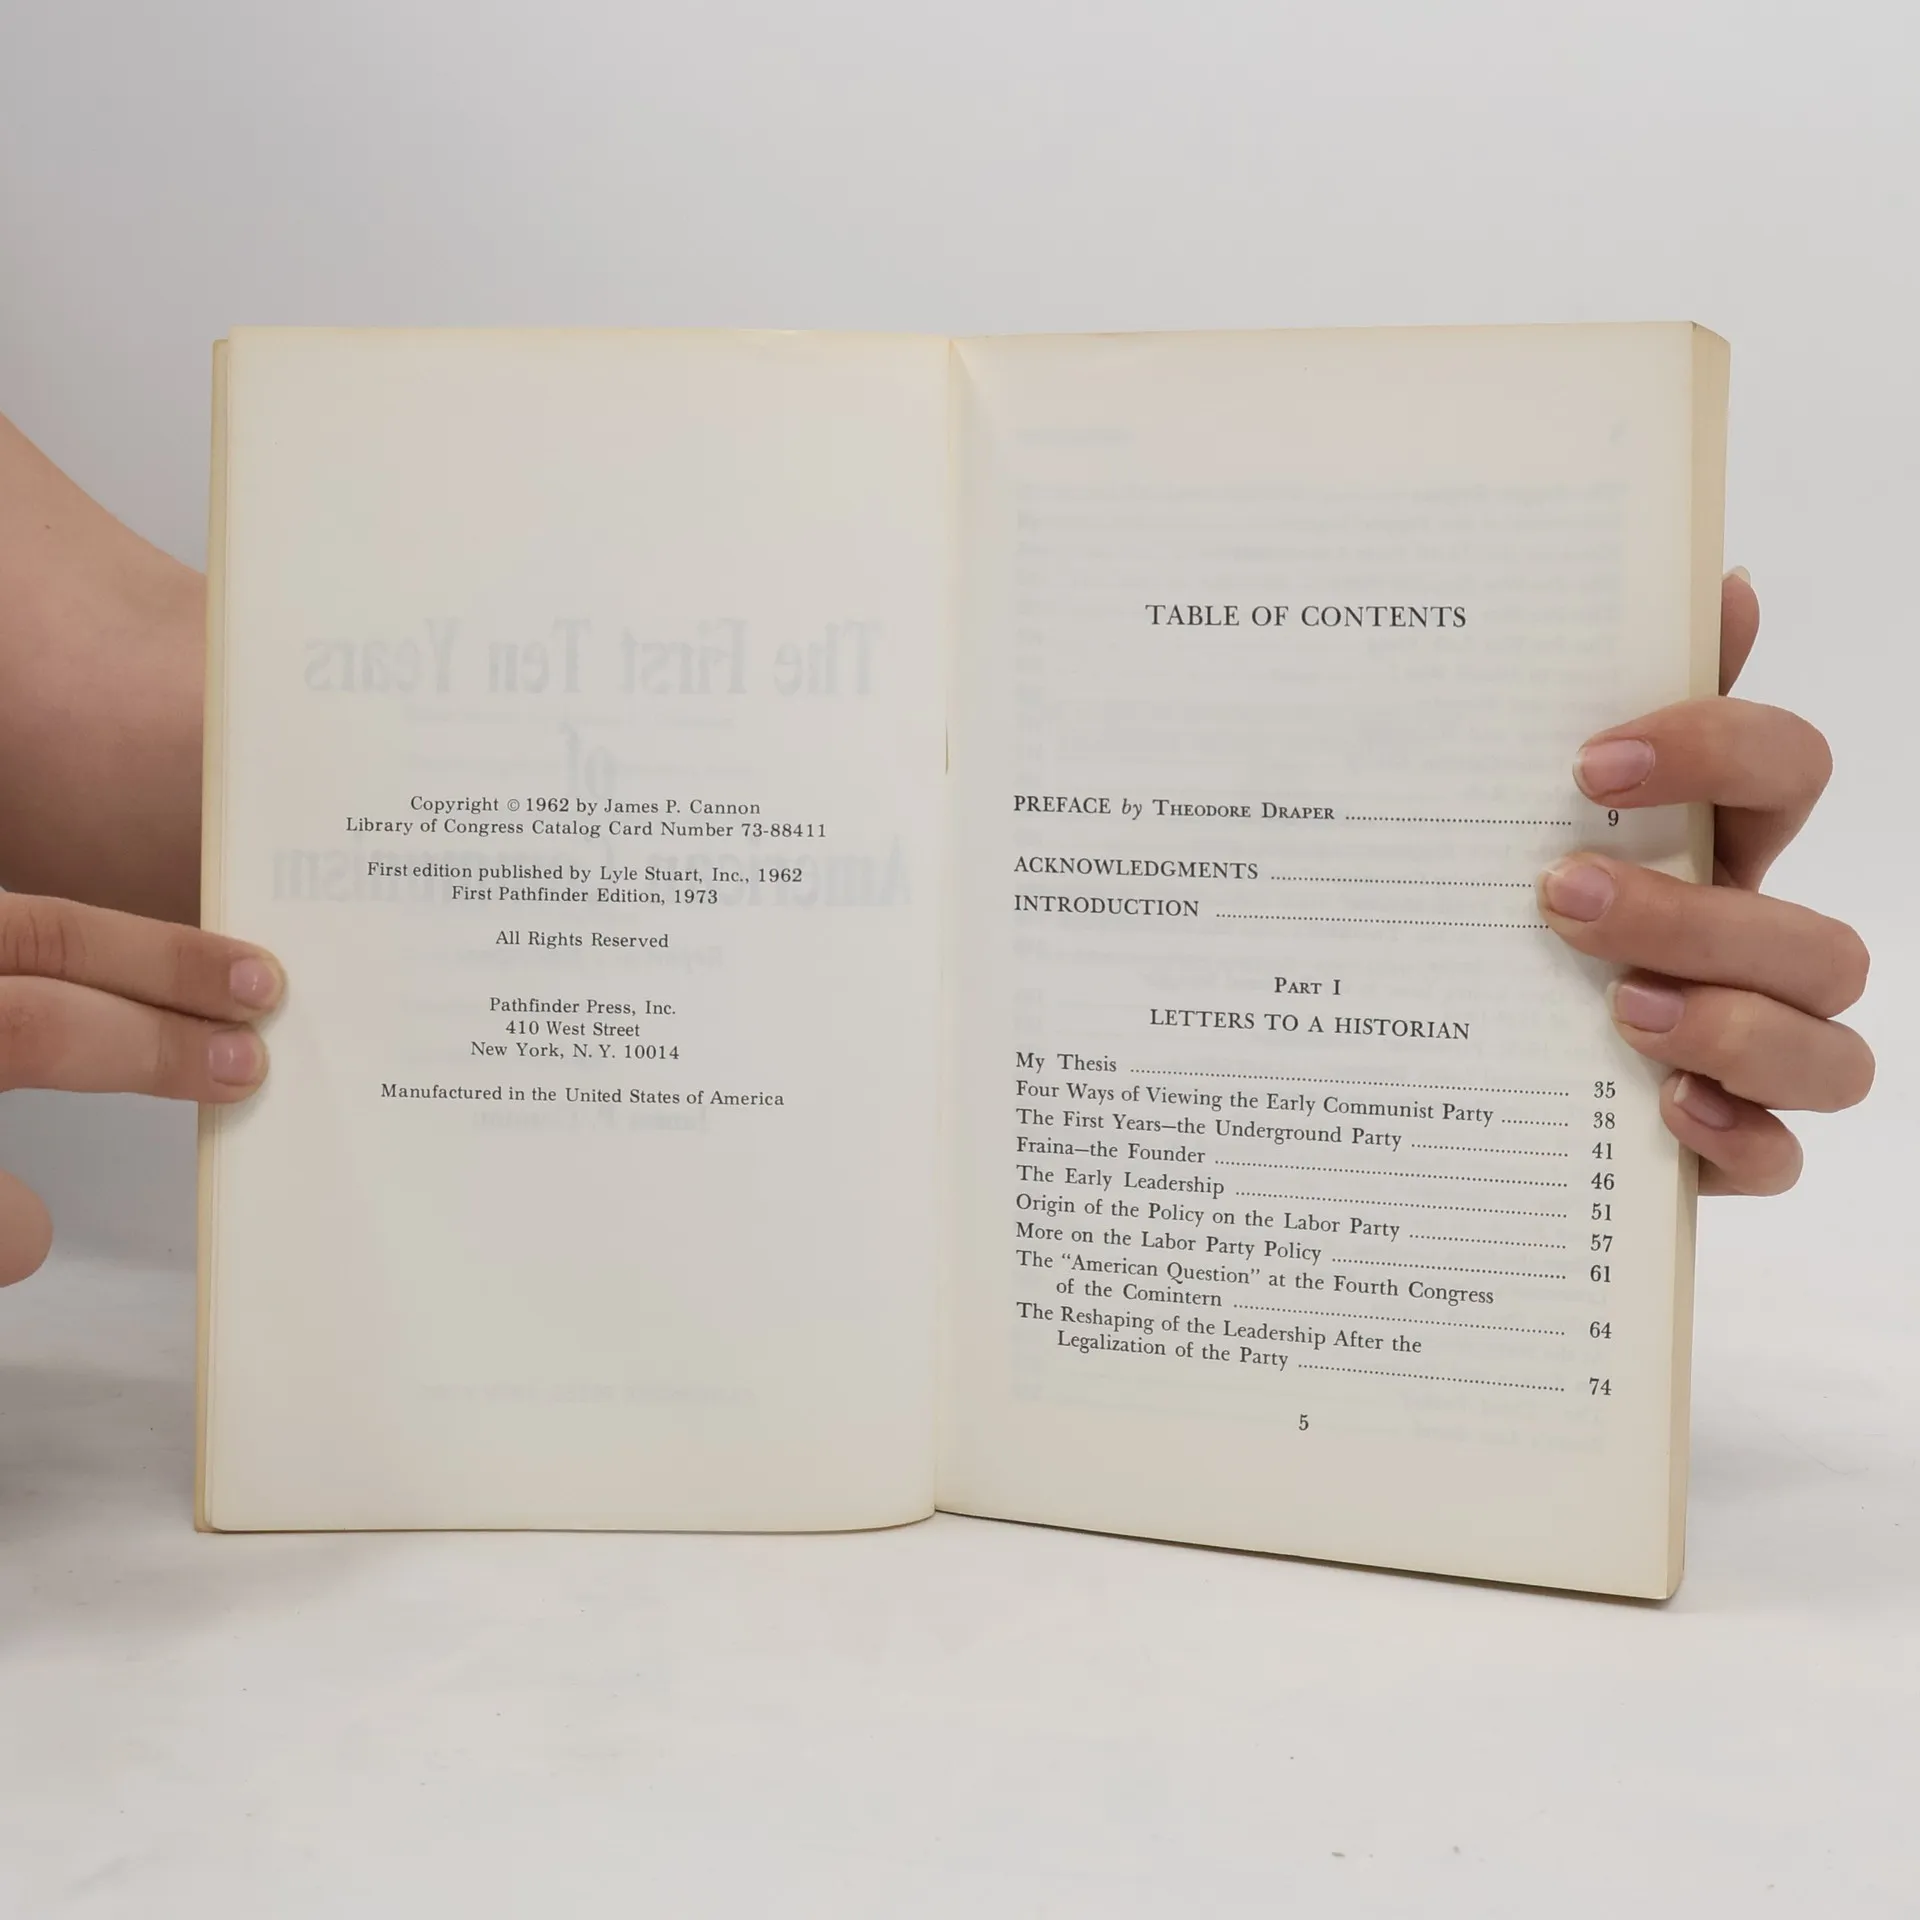 Copyright © 1962 by James P. Cannon
Library of Congress Catalog Card Number 73-88411
First edition published by Lyle Stuart, Inc., 1962
First Pathfinder Edition, 1973
All Rights Reserved
Pathfinder Press, Inc.
410 West Street
New York, N. Y. 10014
Manufactured in the United States of America
TABLE OF CONTENTS
PREFACE by THEODORE DRAPER .............................. 9
ACKNOWLEDGMENTS ..............................
INTRODUCTION ..............................
PART I
LETTERS TO A HISTORIAN
My Thesis .............................. 35
Four Ways of Viewing the Early Communist Party ........... 38
The First Years—the Underground Party .............................. 41
Fraina—the Founder .............................. 46
The Early Leadership .............................. 51
Origin of the Policy on the Labor Party .............................. 57
More on the Labor Party Policy .............................. 61
The "American Question" at the Fourth Congress
of the Comintern .............................. 64
The Reshaping of the Leadership After the
Legalization of the Party .............................. 74
5